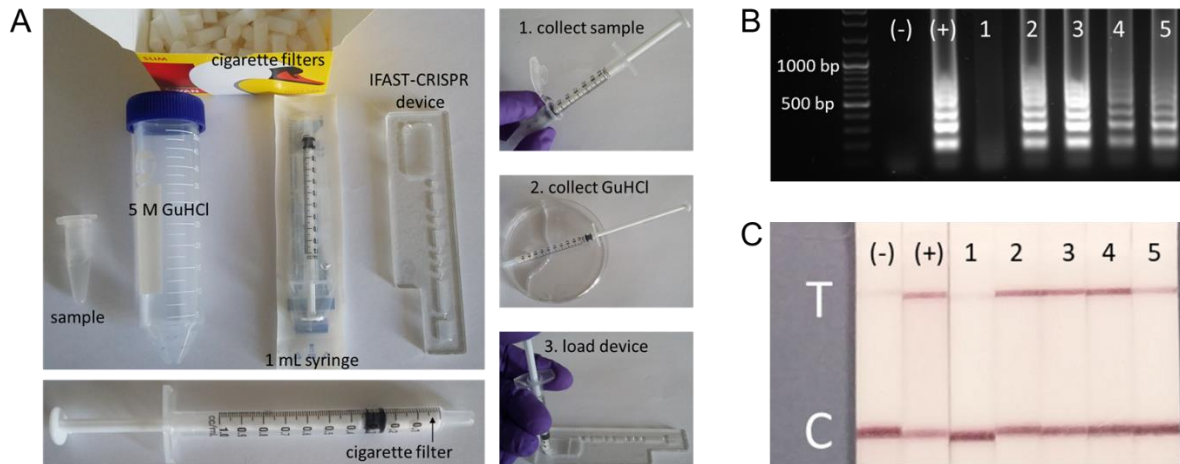 A
cigarette filters
IFAST-CRISPR
device
5 M GuHCl
sample
1 mL syringe
cigarette filter
1. collect sample
2. collect GuHCl
3. load device
B
(-) (+) 1 2 3 4 5
1000 bp
500 bp
C
(-) (+) 1 2 3 4 5
T
C